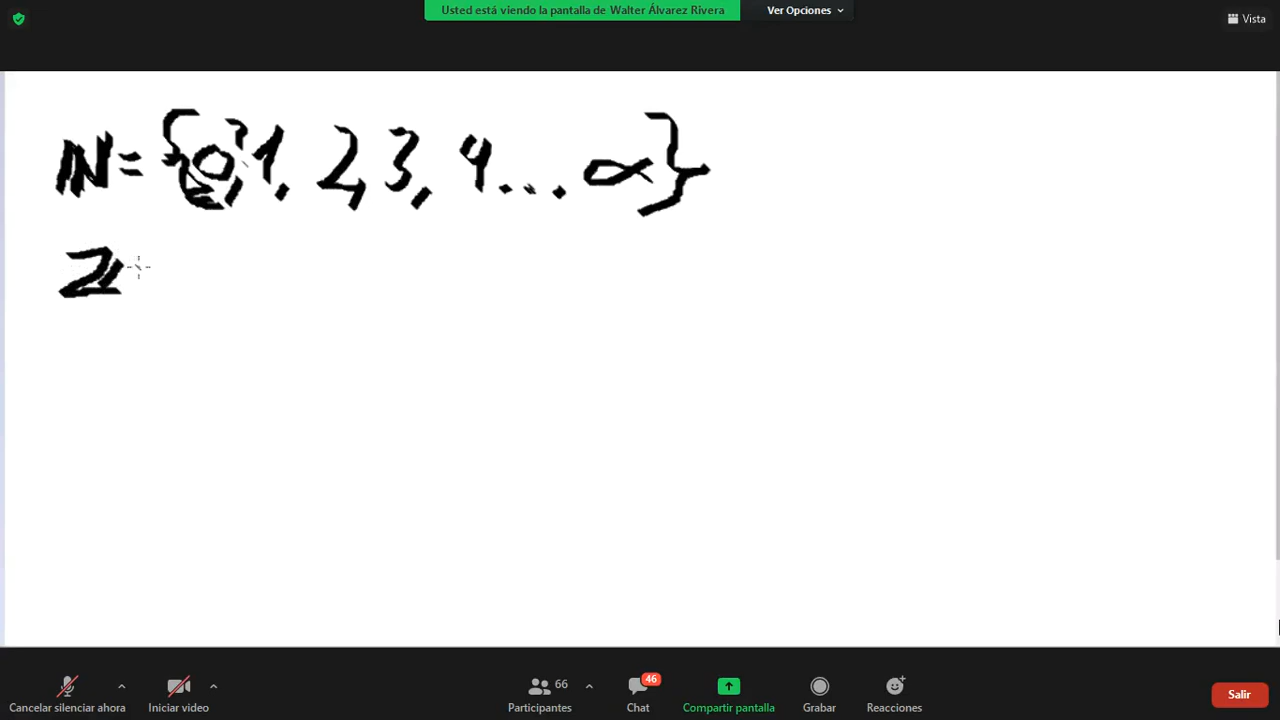 Usted está viendo la pantalla de Walter Álvarez Rivera Ver Opciones
Vista
ℕ = {0, 1, 2, 3, 4 ... ∝}
ℤ
66
46
Cancelar silenciar ahora Iniciar video Participantes Chat Compartir pantalla Grabar Reacciones Salir